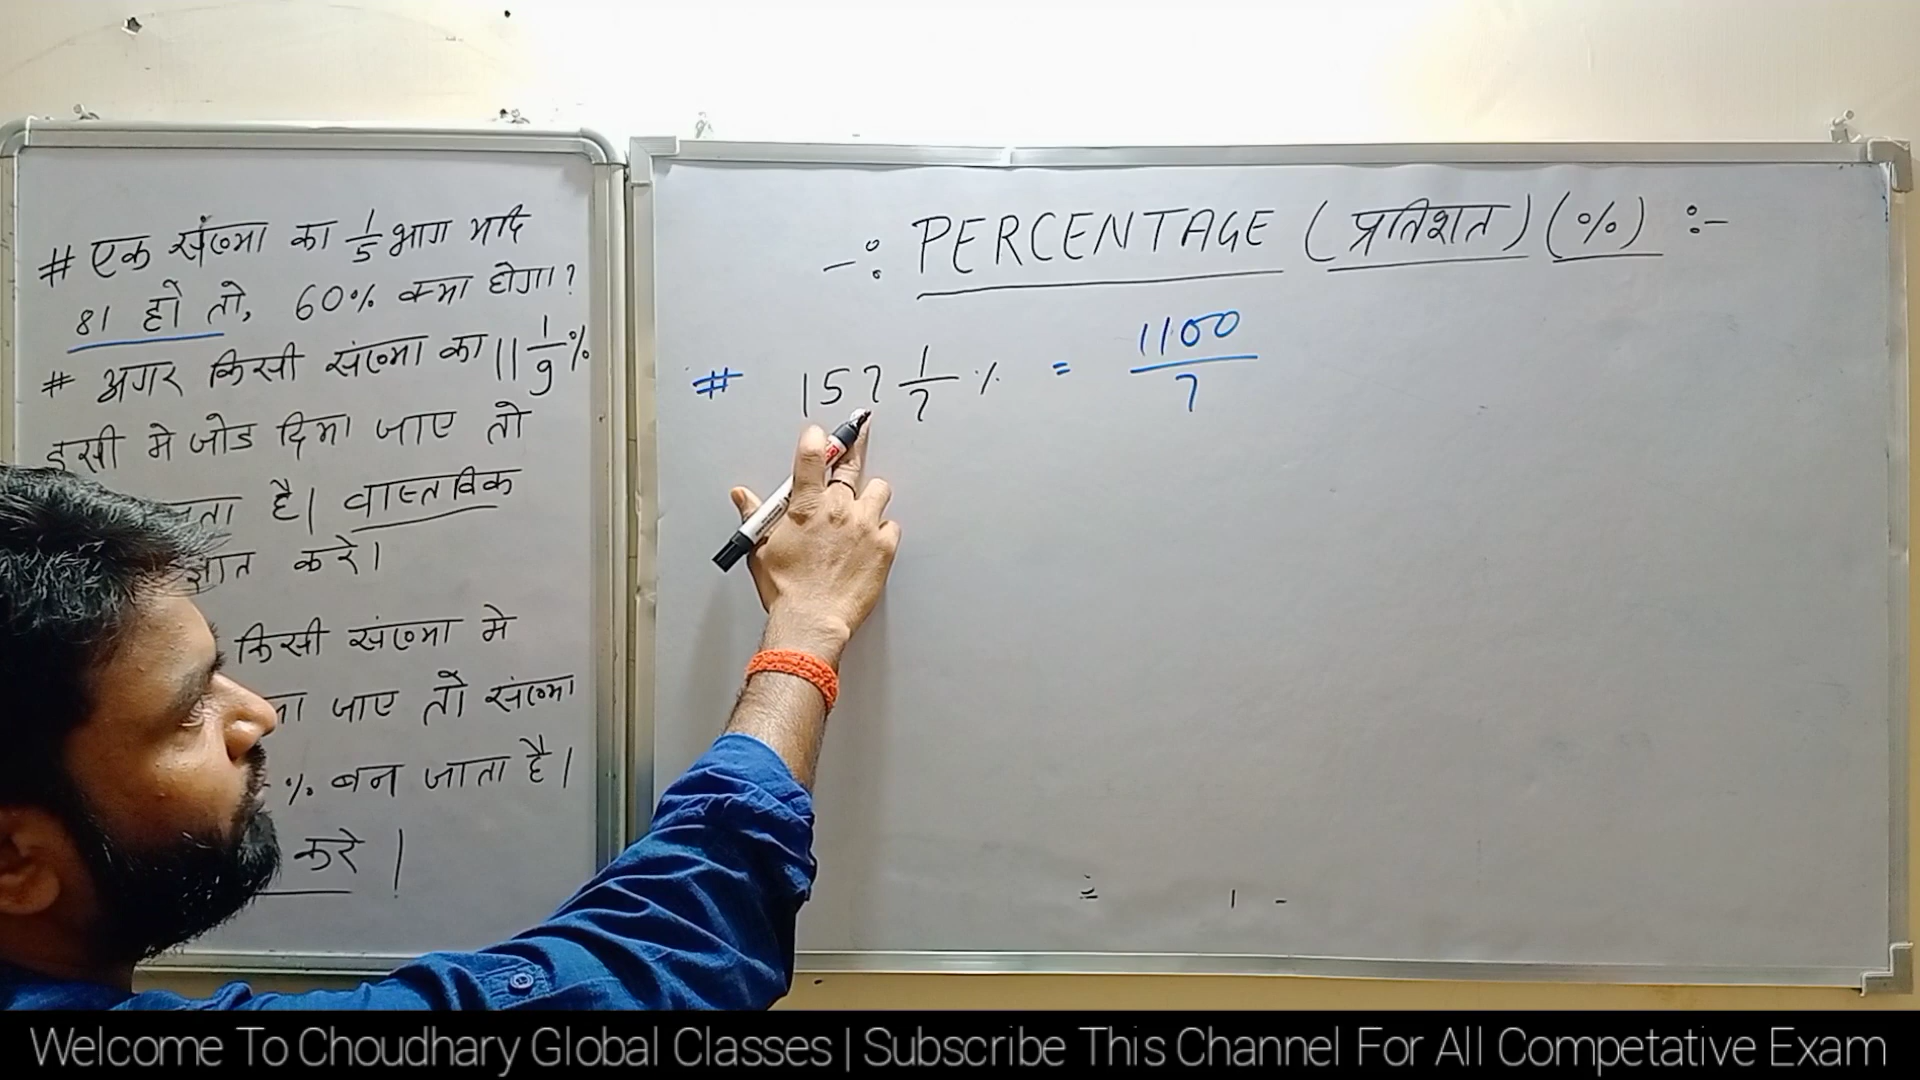 # एक संख्या का 1/5 भाग यदि
81 हो तो, 60% क्या होगा?
# अगर किसी संख्या का 11 1/9 %
इसी मे जोड दिया जाए तो
है। वास्तविक
ज्ञात करे।
किसी संख्या मे
जाए तो संख्या
% बन जाता है।
करे।
-: PERCENTAGE (प्रतिशत) (%) :-
# 157 1/7 % = 1100/7
Welcome To Choudhary Global Classes | Subscribe This Channel For All Competative Exam